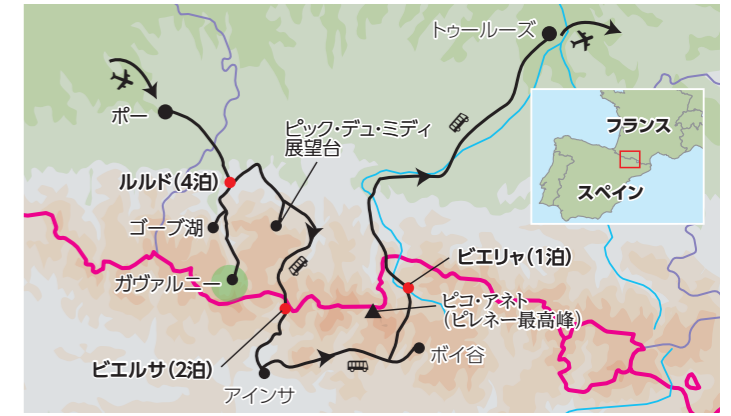 トゥールーズ
ポー
ピック・デュ・ミディ
展望台
フランス
スペイン
ルルド（4泊）
ゴーブ湖
ガヴァルニー
ビエリャ（1泊）
ピコ・アネト
（ピレネー最高峰）
ビエルサ（2泊）
ボイ谷
アインサ